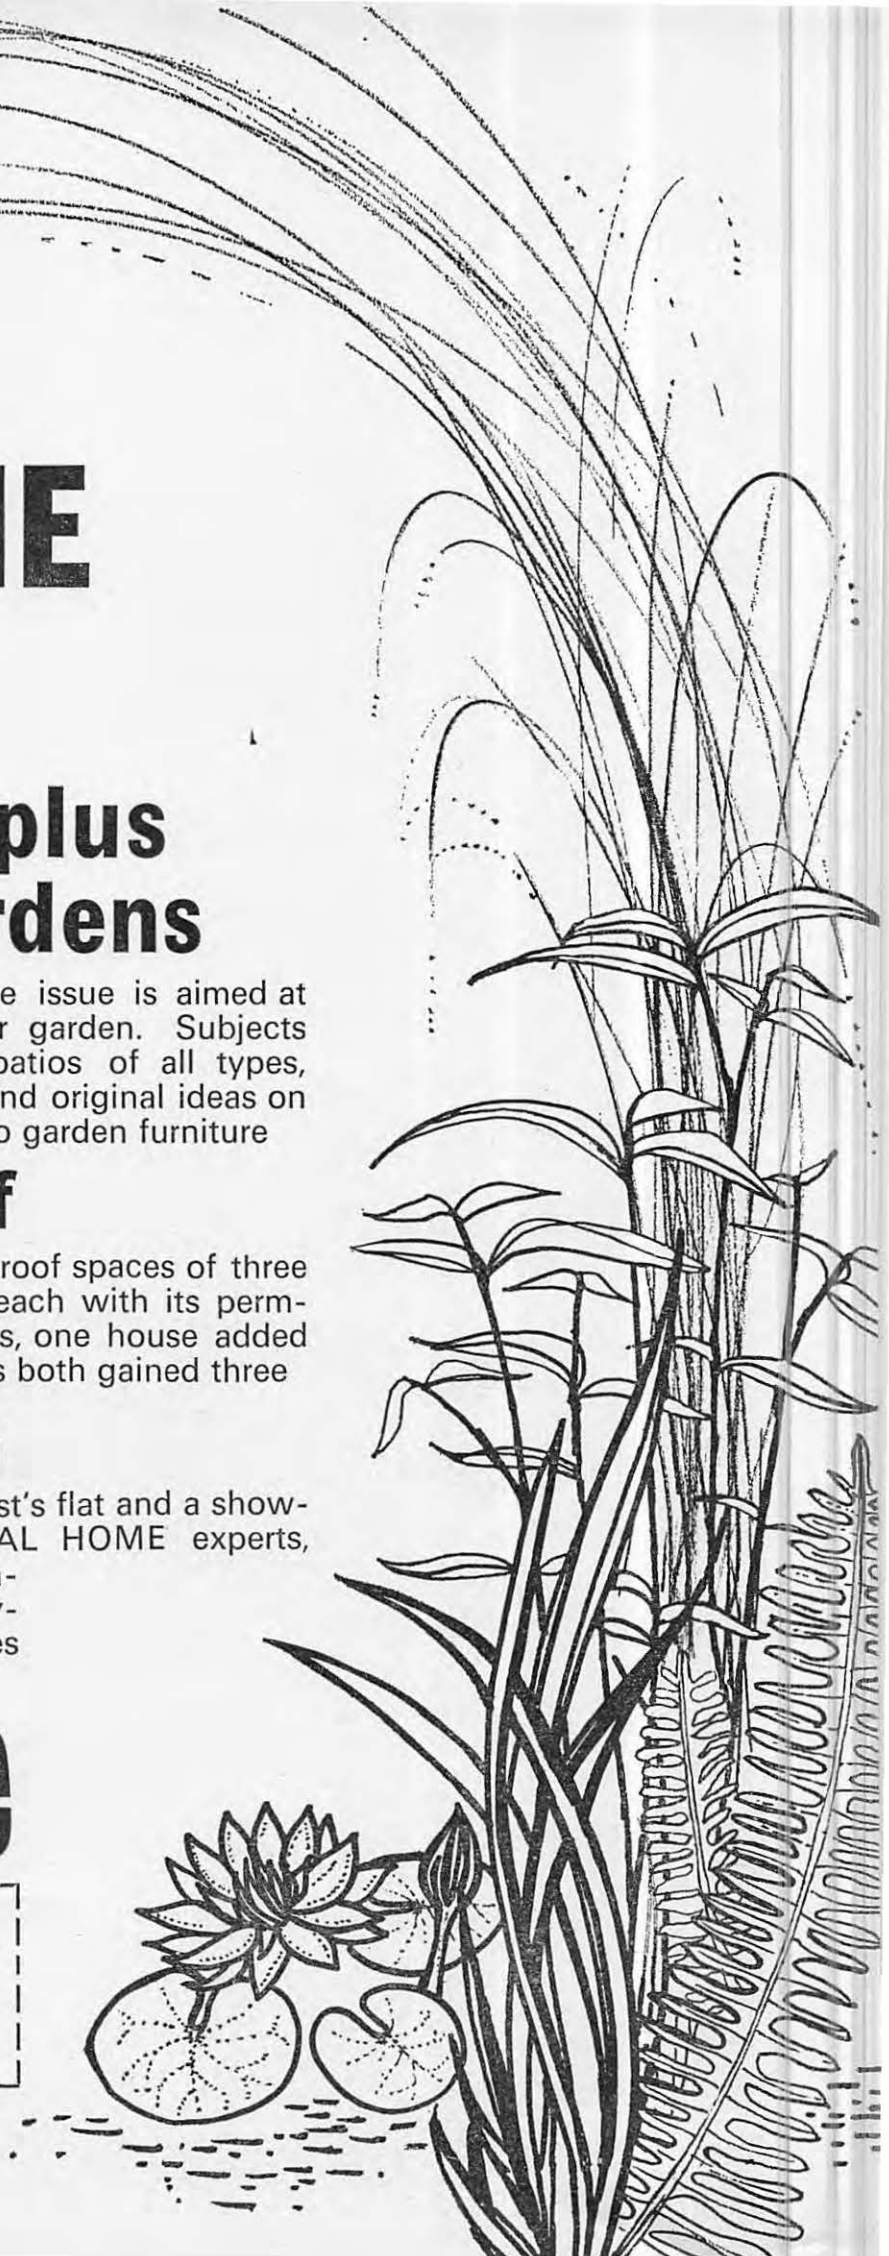 E
plus
rdens
e issue is aimed at
r garden. Subjects
patios of all types,
nd original ideas on
o garden furniture
f
roof spaces of three
each with its perm-
s, one house added
s both gained three
st's flat and a show-
AL HOME experts,
-
-
es
e